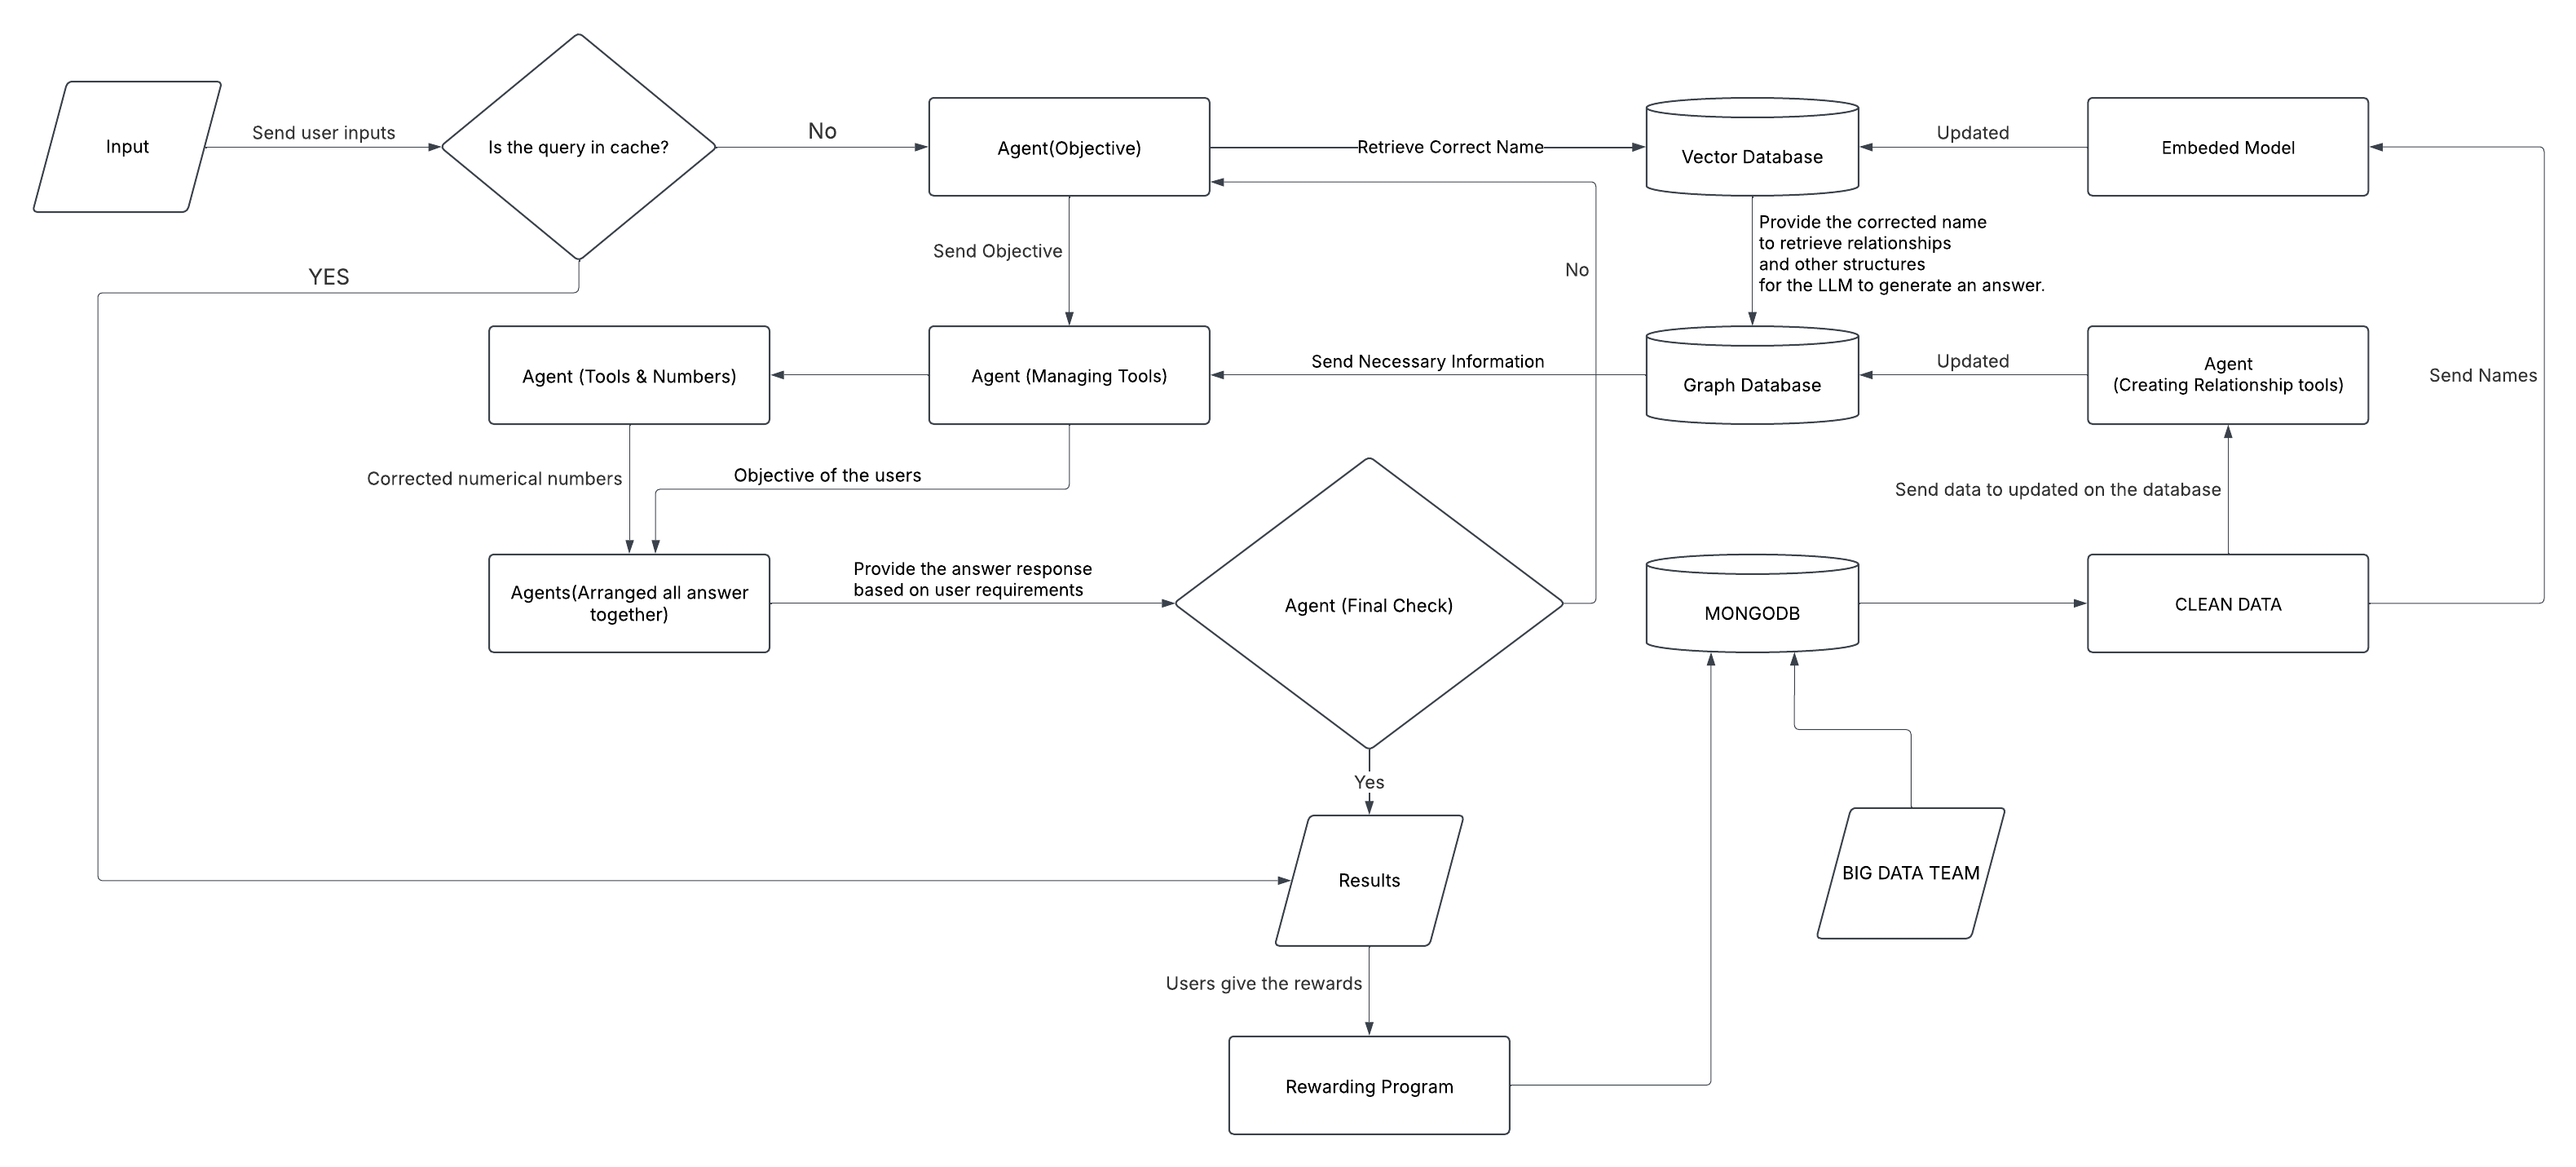 Input
Send user inputs
Is the query in cache?
No
Agent(Objective)
Retrieve Correct Name
Vector Database
Updated
Embeded Model
YES
Send Objective
No
Provide the corrected name
to retrieve relationships
and other structures
for the LLM to generate an answer.
Agent (Tools & Numbers)
Agent (Managing Tools)
Send Necessary Information
Graph Database
Updated
Agent
(Creating Relationship tools)
Send Names
Corrected numerical numbers
Objective of the users
Send data to updated on the database
Agents(Arranged all answer
together)
Provide the answer response
based on user requirements
Agent (Final Check)
MONGODB
CLEAN DATA
Yes
Results
BIG DATA TEAM
Users give the rewards
Rewarding Program